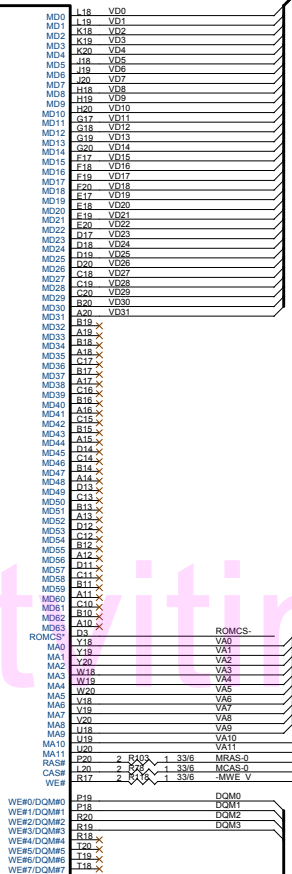 MD0 L18 VD0
MD1 L19 VD1
MD2 K18 VD2
MD3 K19 VD3
MD4 K20 VD4
MD5 J18 VD5
MD6 J19 VD6
MD7 J20 VD7
MD8 H18 VD8
MD9 H19 VD9
MD10 H20 VD10
MD11 G17 VD11
MD12 G18 VD12
MD13 G19 VD13
MD14 G20 VD14
MD15 F17 VD15
MD16 F18 VD16
MD17 F19 VD17
MD18 F20 VD18
MD19 E17 VD19
MD20 E18 VD20
MD21 E19 VD21
MD22 E20 VD22
MD23 D17 VD23
MD24 D18 VD24
MD25 D19 VD25
MD26 D20 VD26
MD27 C18 VD27
MD28 C19 VD28
MD29 C20 VD29
MD30 B20 VD30
MD31 A20 VD31
MD32 B19
MD33 A19
MD34 B18
MD35 A18
MD36 C17
MD37 B17
MD38 A17
MD39 C16
MD40 B16
MD41 A16
MD42 C15
MD43 B15
MD44 A15
MD45 D14
MD46 C14
MD47 B14
MD48 A14
MD49 D13
MD50 C13
MD51 B13
MD52 A13
MD53 D12
MD54 C12
MD55 B12
MD56 A12
MD57 D11
MD58 C11
MD59 B11
MD60 A11
MD61 C10
MD62 B10
MD63 A10
ROMCS* D3 ROMCS-
MA0 Y18 VA0
MA1 Y19 VA1
MA2 Y20 VA2
MA3 W18 VA3
MA4 W19 VA4
MA5 W20 VA5
MA6 V18 VA6
MA7 V19 VA7
MA8 V20 VA8
MA9 U18 VA9
MA10 U19 VA10
MA11 U20 VA11
RAS# P20 2 R103 1 33/6 MRAS-0
CAS# L20 2 1 33/6 MCAS-0
WE# R17 2 1 33/6 -MWE_V
WE#0/DQM#0 P19 DQM0
WE#1/DQM#1 P18 DQM1
WE#2/DQM#2 R20 DQM2
WE#3/DQM#3 R19 DQM3
WE#4/DQM#4 R18
WE#5/DQM#5 T20
WE#6/DQM#6 T19
WE#7/DQM#7 T18